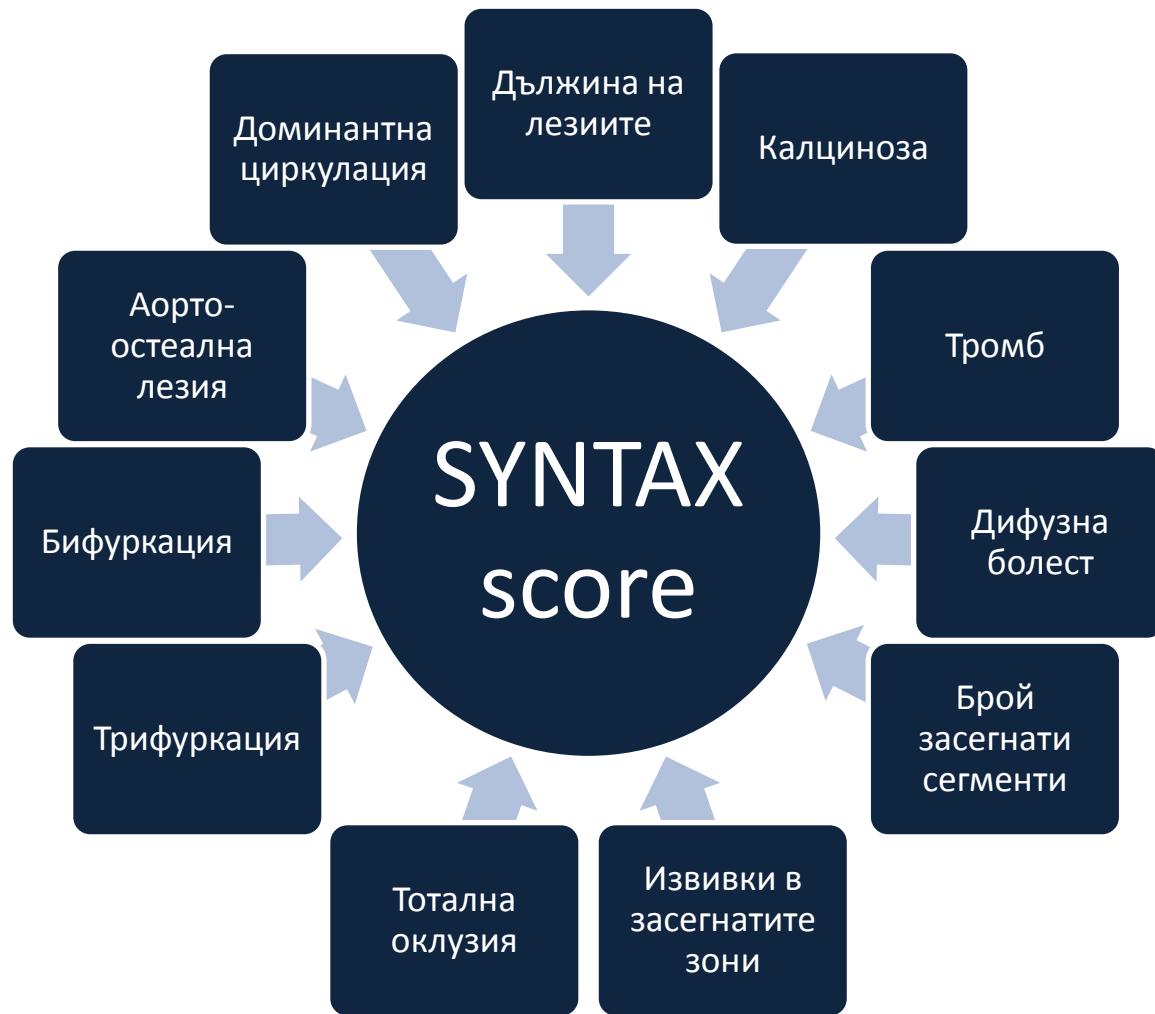 Дължина на
лезиите
Калциноза
Тромб
Дифузна
болест
Брой
засегнати
сегменти
Извивки в
засегнатите
зони
Тотална
оклузия
Трифуркация
Бифуркация
Аорто-
остеална
лезия
Доминантна
циркулация
SYNTAX
score